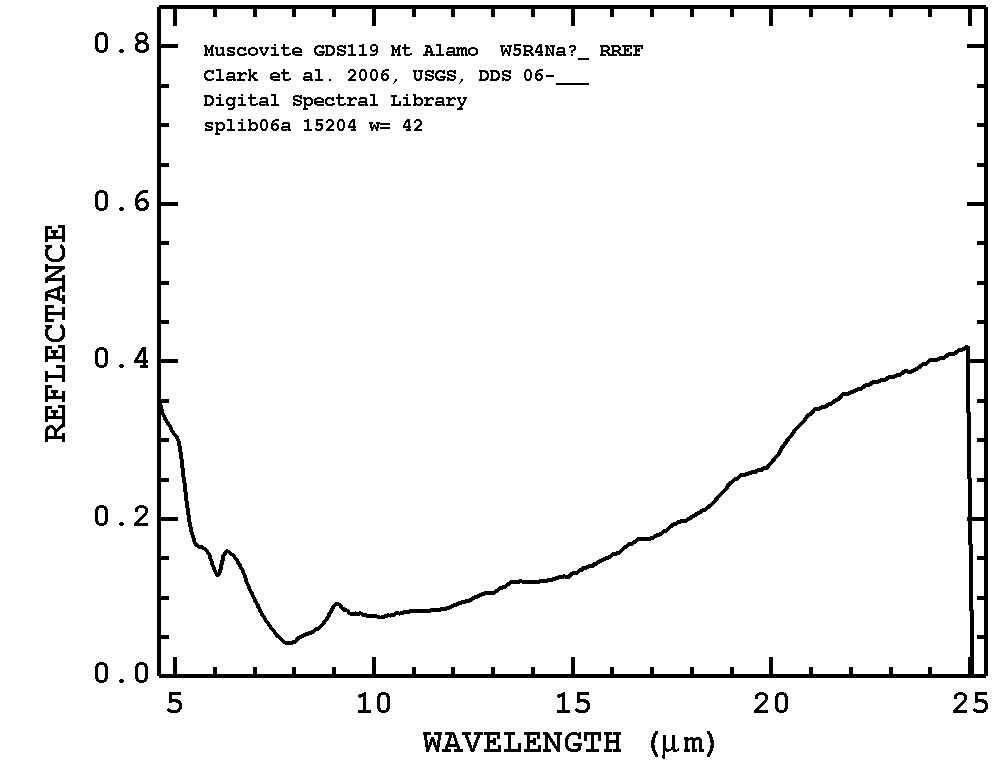 Muscovite GDS119 Mt Alamo W5R4Na?_ RREF
Clark et al. 2006, USGS, DDS 06-___
Digital Spectral Library
splib06a 15204 w= 42
0.8
0.6
0.4
0.2
0.0
REFLECTANCE
5 10 15 20 25
WAVELENGTH (μm)